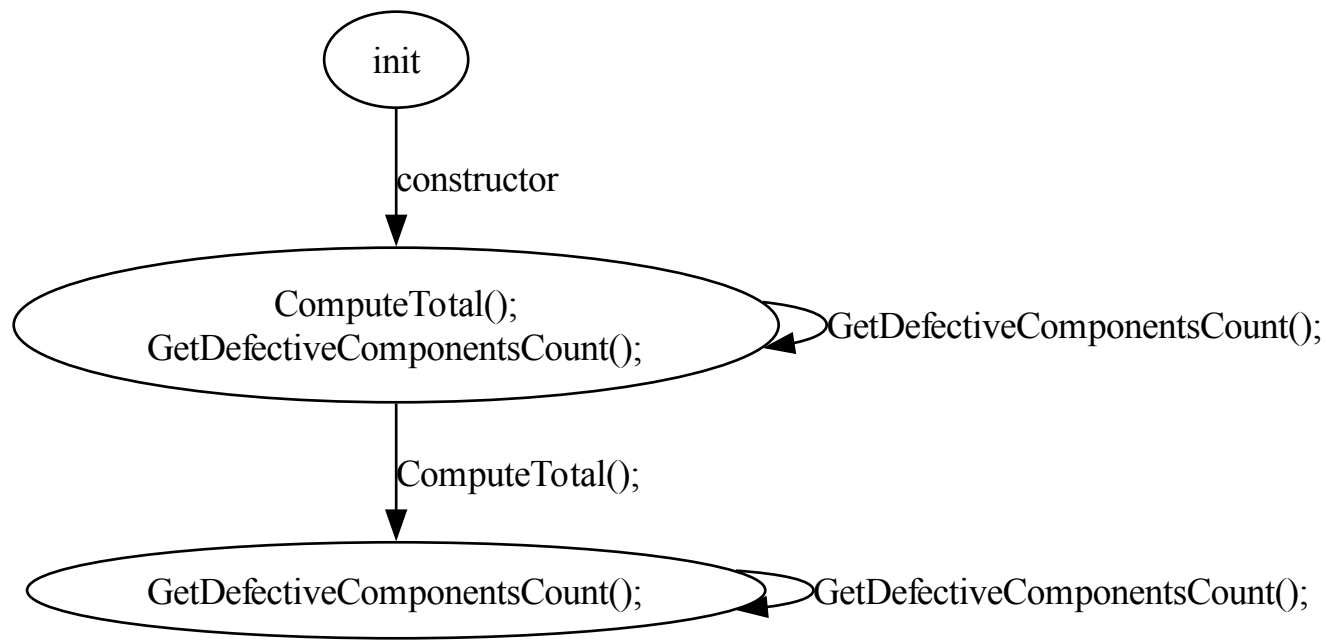 init
constructor
ComputeTotal();
GetDefectiveComponentsCount();
GetDefectiveComponentsCount();
ComputeTotal();
GetDefectiveComponentsCount();
GetDefectiveComponentsCount();